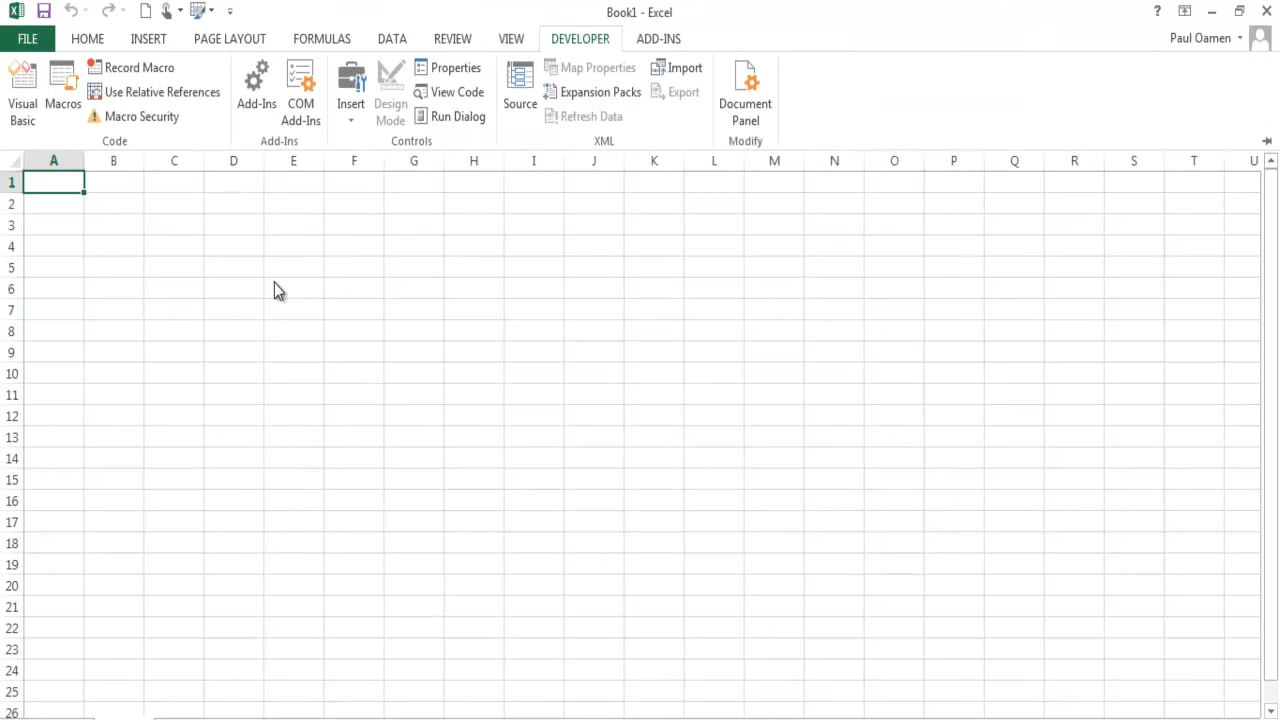 Book1 - Excel
FILE HOME INSERT PAGE LAYOUT FORMULAS DATA REVIEW VIEW DEVELOPER ADD-INS Paul Oamen
Visual Basic
Macros
Record Macro
Use Relative References
Macro Security
Code
Add-Ins
COM Add-Ins
Add-Ins
Insert
Design Mode
Properties
View Code
Run Dialog
Controls
Source
Map Properties
Expansion Packs
Refresh Data
Import
Export
XML
Document Panel
Modify
A B C D E F G H I J K L M N O P Q R S T U
1
2
3
4
5
6
7
8
9
10
11
12
13
14
15
16
17
18
19
20
21
22
23
24
25
26